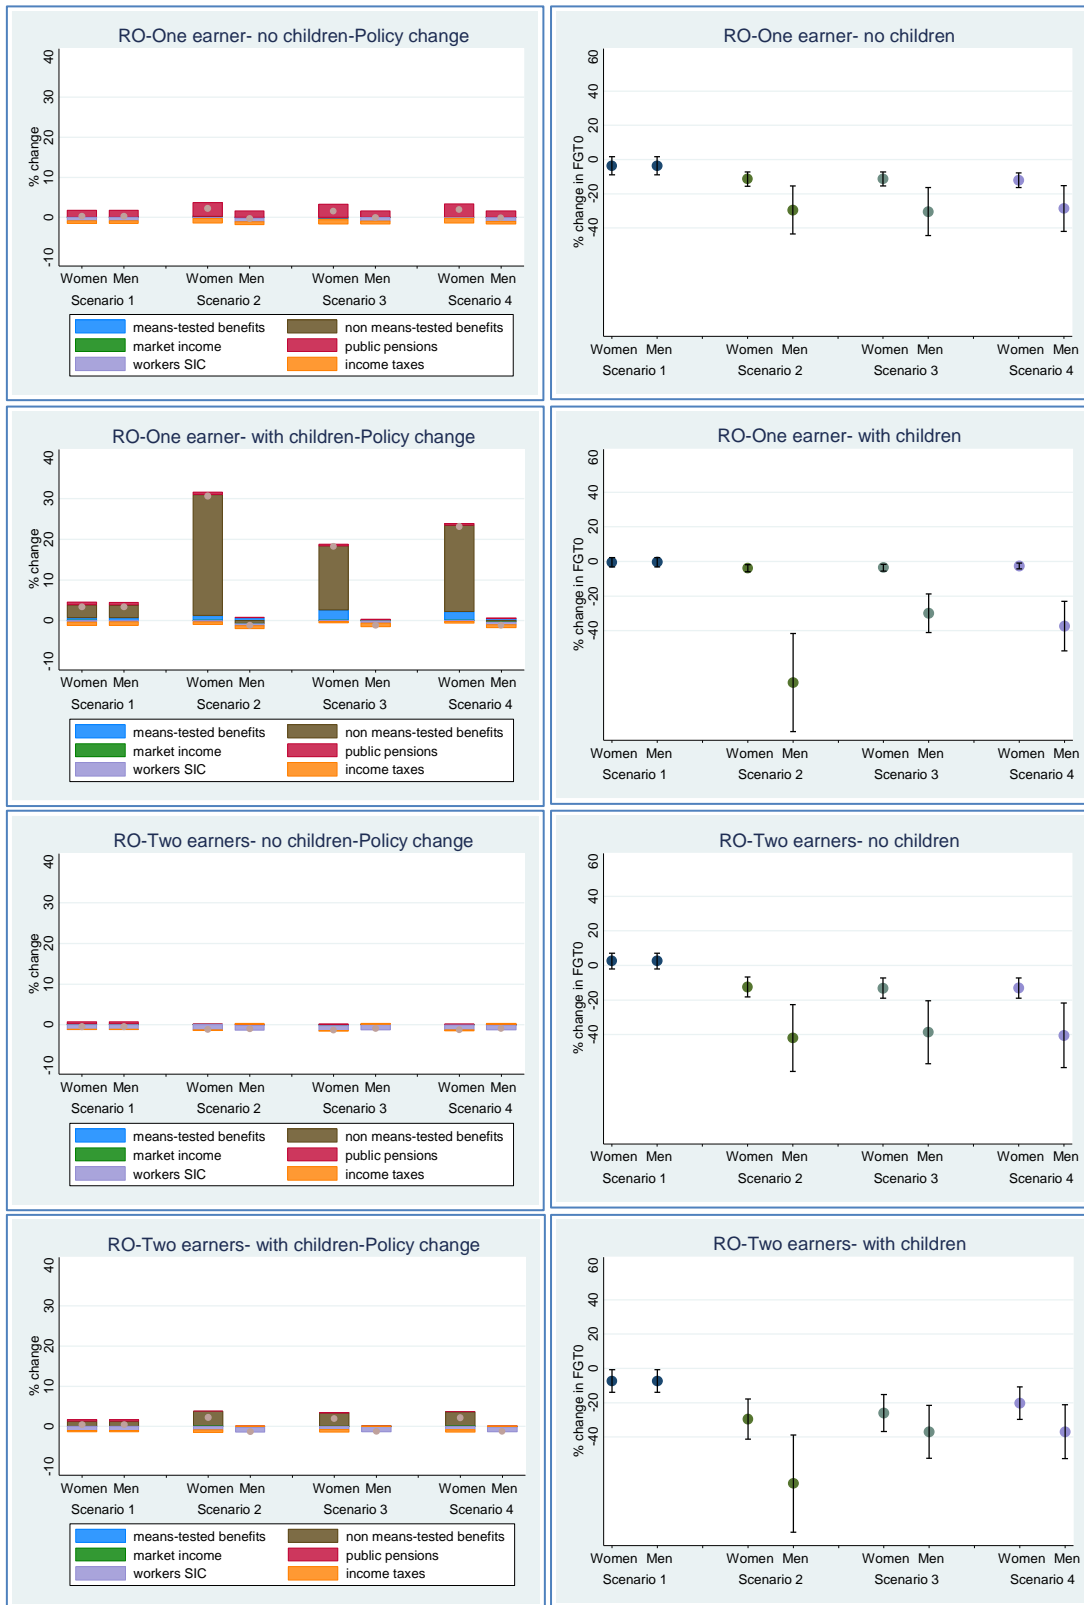 RO-One earner- no children-Policy change
% change
40
30
20
10
0
-10
Women Men Women Men Women Men Women Men
Scenario 1 Scenario 2 Scenario 3 Scenario 4
means-tested benefits non means-tested benefits
market income public pensions
workers SIC income taxes
RO-One earner- no children
% change in FGT0
60
40
20
0
-20
-40
Women Men Women Men Women Men Women Men
Scenario 1 Scenario 2 Scenario 3 Scenario 4
RO-One earner- with children-Policy change
% change
40
30
20
10
0
-10
Women Men Women Men Women Men Women Men
Scenario 1 Scenario 2 Scenario 3 Scenario 4
means-tested benefits non means-tested benefits
market income public pensions
workers SIC income taxes
RO-One earner- with children
% change in FGT0
60
40
20
0
-20
-40
Women Men Women Men Women Men Women Men
Scenario 1 Scenario 2 Scenario 3 Scenario 4
RO-Two earners- no children-Policy change
% change
40
30
20
10
0
-10
Women Men Women Men Women Men Women Men
Scenario 1 Scenario 2 Scenario 3 Scenario 4
means-tested benefits non means-tested benefits
market income public pensions
workers SIC income taxes
RO-Two earners- no children
% change in FGT0
60
40
20
0
-20
-40
Women Men Women Men Women Men Women Men
Scenario 1 Scenario 2 Scenario 3 Scenario 4
RO-Two earners- with children-Policy change
% change
40
30
20
10
0
-10
Women Men Women Men Women Men Women Men
Scenario 1 Scenario 2 Scenario 3 Scenario 4
means-tested benefits non means-tested benefits
market income public pensions
workers SIC income taxes
RO-Two earners- with children
% change in FGT0
60
40
20
0
-20
-40
Women Men Women Men Women Men Women Men
Scenario 1 Scenario 2 Scenario 3 Scenario 4